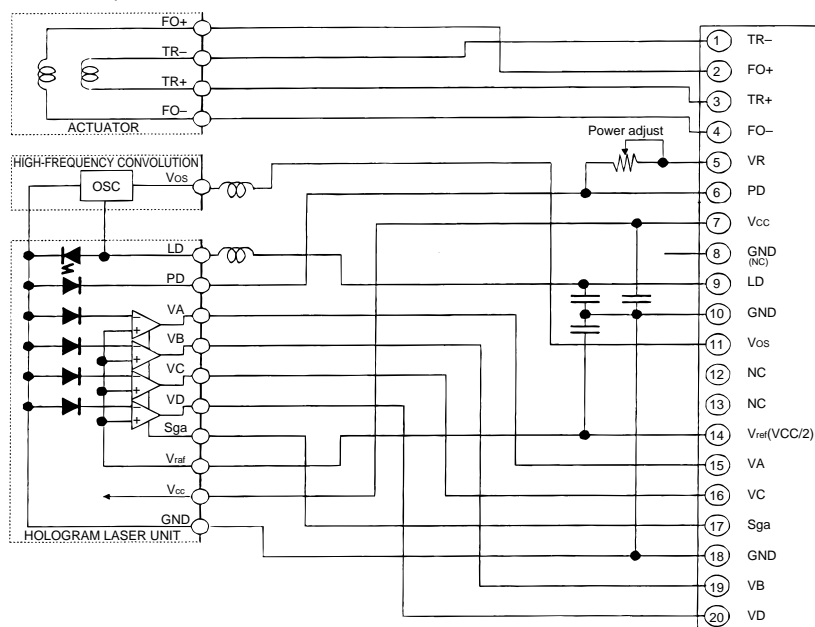 FO+
TR–
TR+
FO–
ACTUATOR
HIGH-FREQUENCY CONVOLUTION
OSC
Vos
LD
PD
VA
VB
VC
VD
Sga
Vraf
Vcc
GND
HOLOGRAM LASER UNIT
Power adjust
1 TR–
2 FO+
3 TR+
4 FO–
5 VR
6 PD
7 Vcc
8 GND
(NC)
9 LD
10 GND
11 Vos
12 NC
13 NC
14 Vref(VCC/2)
15 VA
16 VC
17 Sga
18 GND
19 VB
20 VD